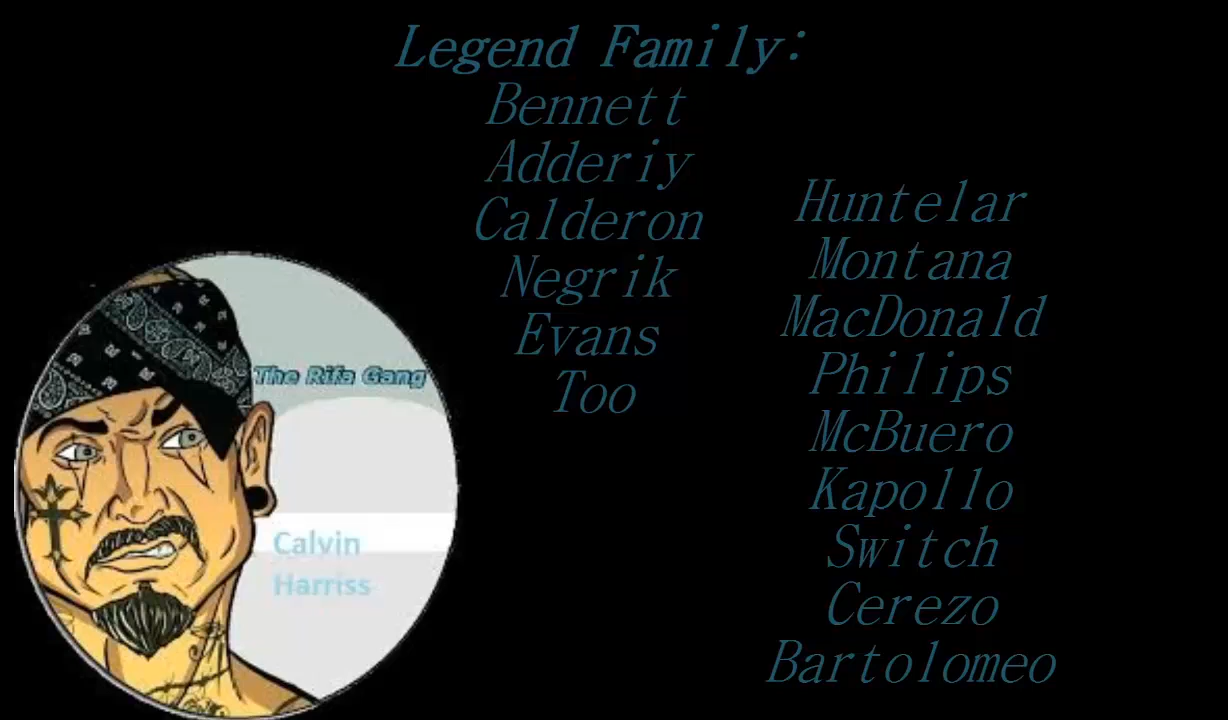 Legend Family:
Bennett
Adderiy
Calderon
Negrik
Evans
Too
Huntelar
Montana
MacDonald
Philips
McBuero
Kapollo
Switch
Cerezo
Bartolomeo
The Rifa Gang
Calvin
Harriss